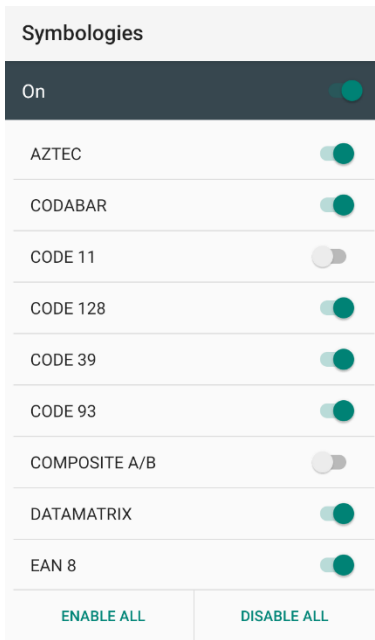 Symbologies
On
AZTEC
CODABAR
CODE 11
CODE 128
CODE 39
CODE 93
COMPOSITE A/B
DATAMATRIX
EAN 8
ENABLE ALL DISABLE ALL